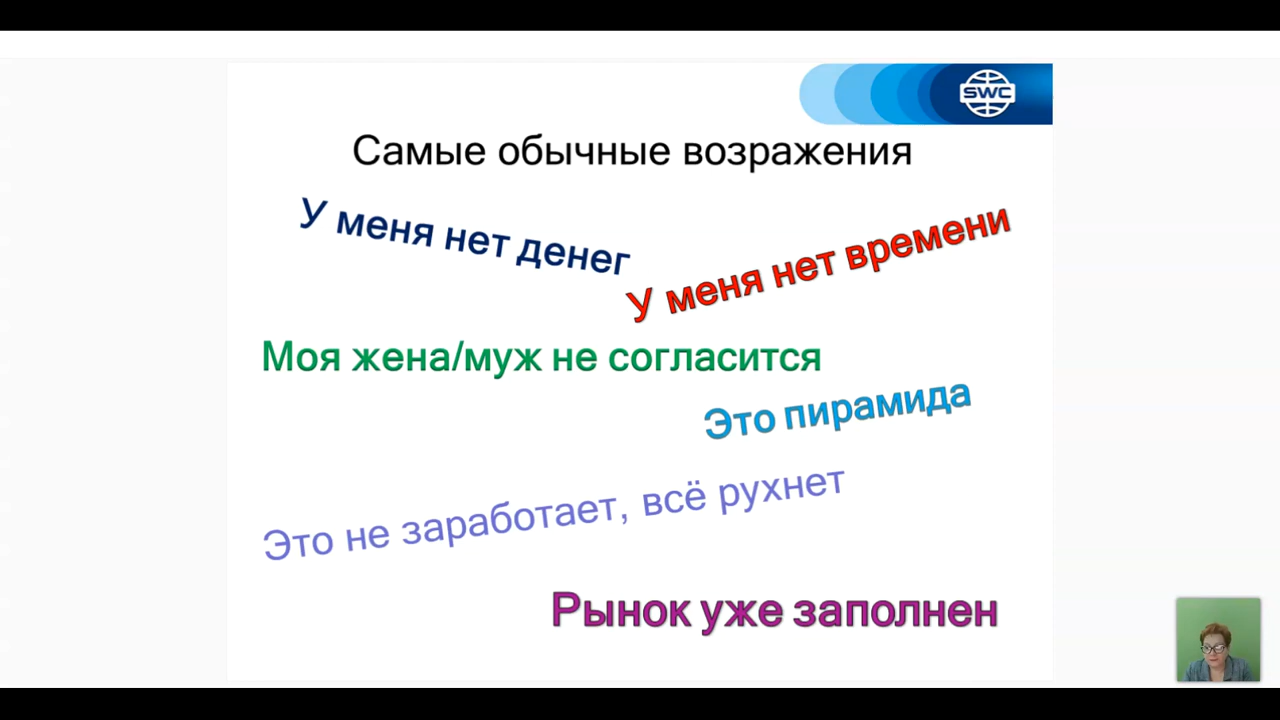 SWC
Самые обычные возражения
У меня нет денег
У меня нет времени
Моя жена/муж не согласится
Это пирамида
Это не заработает, всё рухнет
Рынок уже заполнен